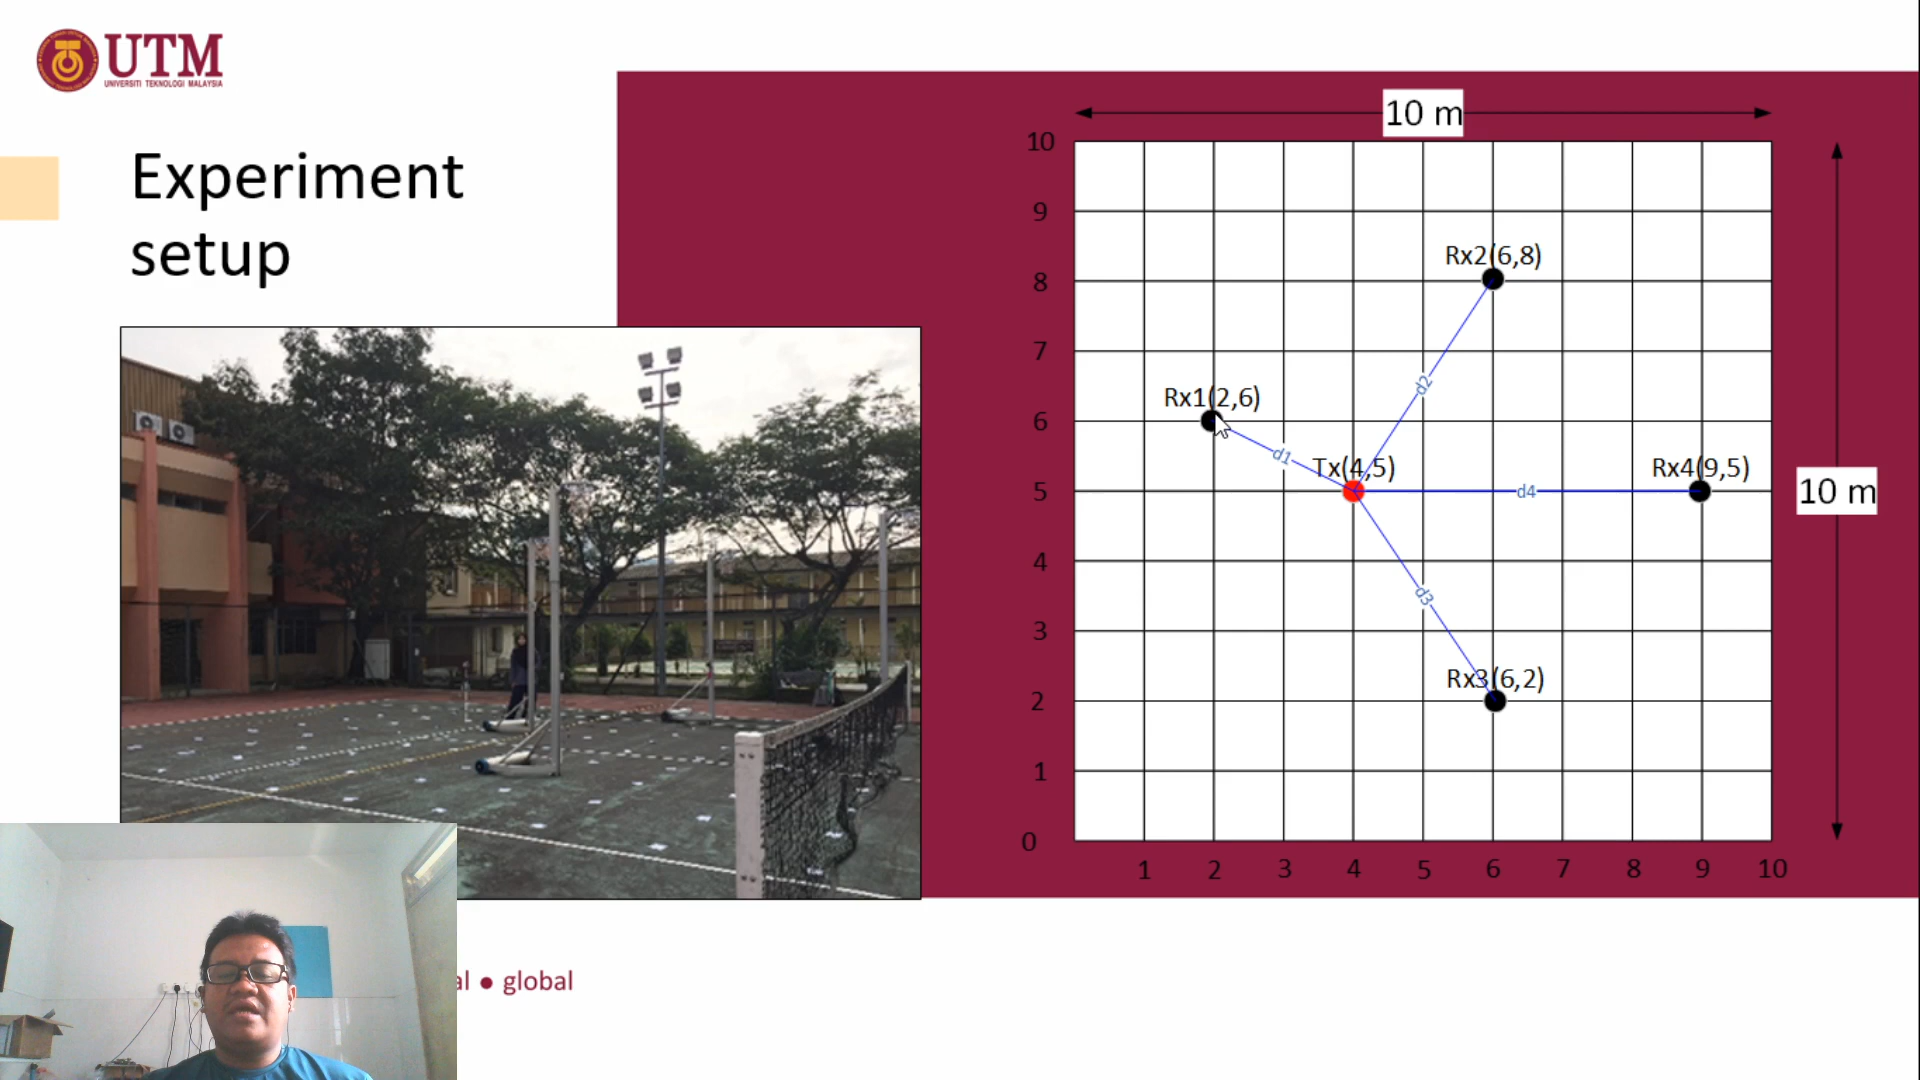 UTM
UNIVERSITI TEKNOLOGI MALAYSIA
Experiment
setup
10 m
10
9
8
7
6
5
4
3
2
1
0
Rx2(6,8)
d2
Rx1(2,6)
d1
Tx(4,5)
Rx4(9,5)
d4
10 m
d3
Rx3(6,2)
1 2 3 4 5 6 7 8 9 10
al ● global